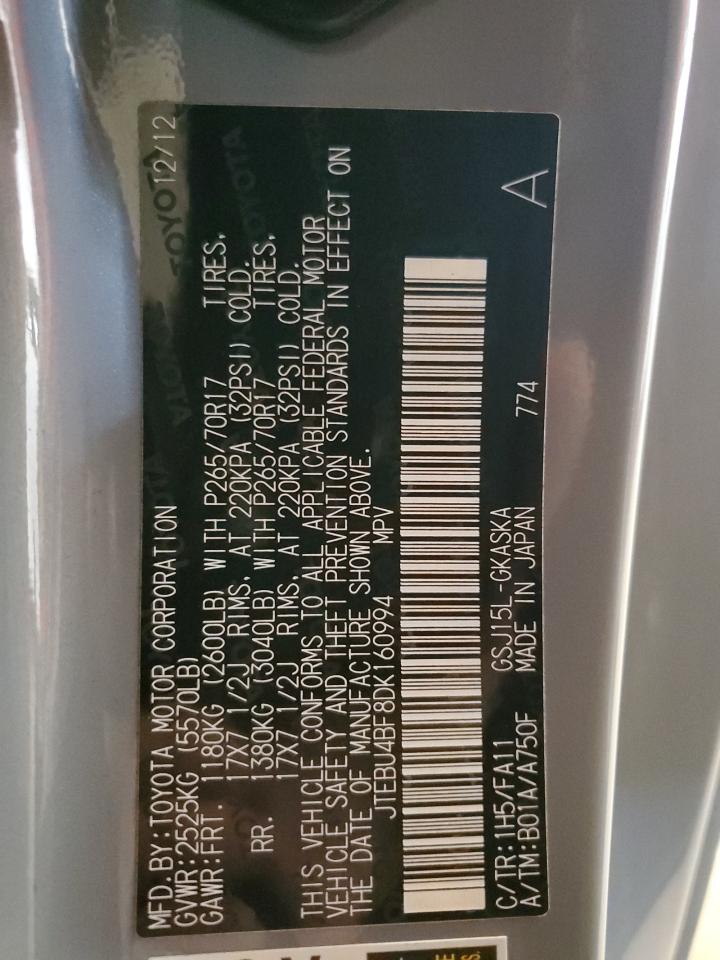 MFD.BY:TOYOTA MOTOR CORPORATION 12/12
GVWR:2525KG (5570LB)
GAWR:FRT. 1180KG (2600LB) WITH P265/70R17 TIRES,
17X7 1/2J RIMS, AT 220KPA (32PSI) COLD.
RR. 1380KG (3040LB) WITH P265/70R17 TIRES,
17X7 1/2J RIMS, AT 220KPA (32PSI) COLD.
THIS VEHICLE CONFORMS TO ALL APPLICABLE FEDERAL MOTOR
VEHICLE SAFETY AND THEFT PREVENTION STANDARDS IN EFFECT ON
THE DATE OF MANUFACTURE SHOWN ABOVE.
JTEBU4BF8DK160994 MPV
C/TR:1H5/FA11 GSJ15L-GKASKA
A/TM:B01A/A750F MADE IN JAPAN 774 A